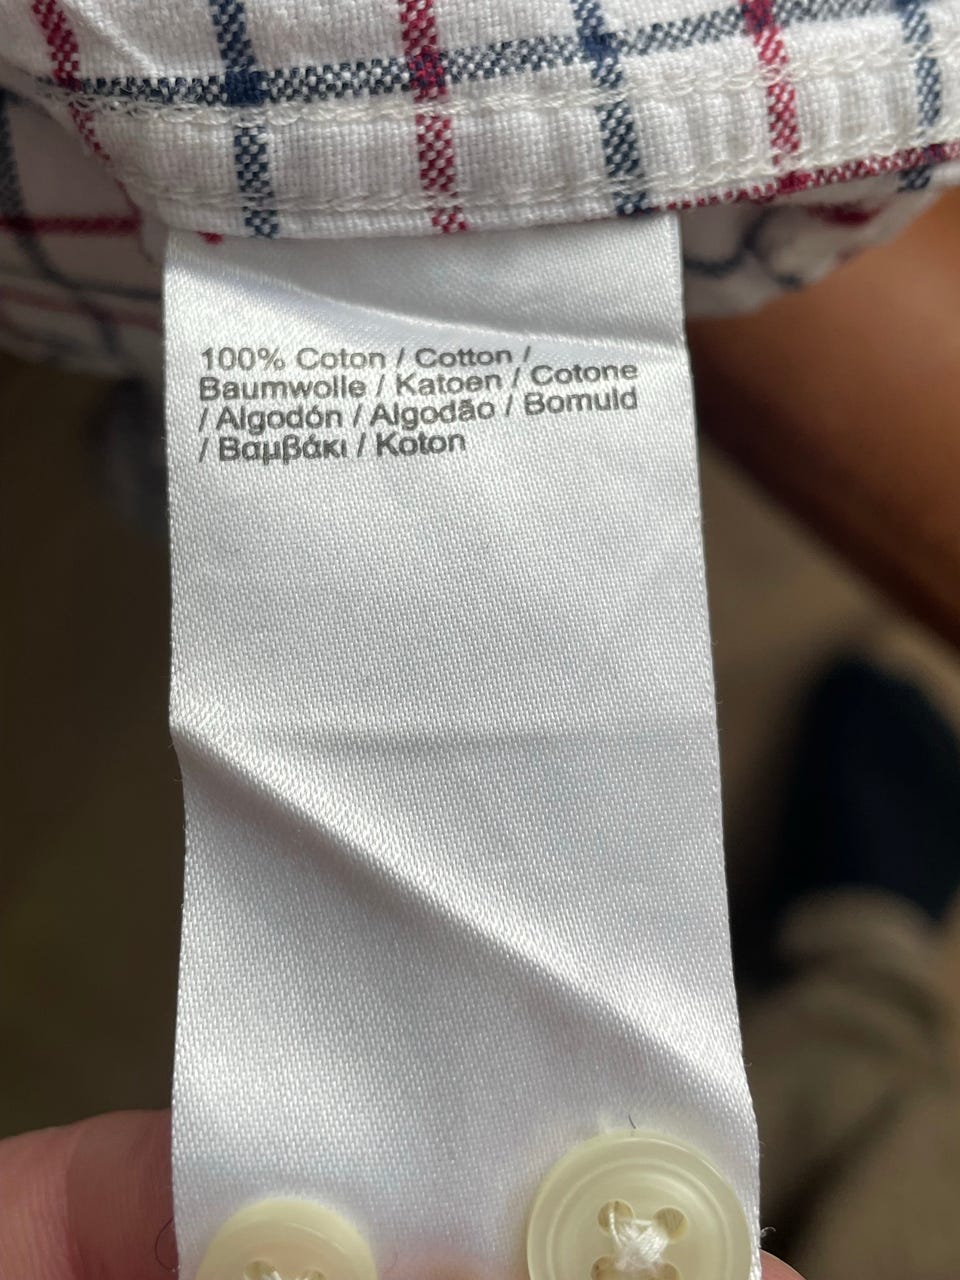 100% Coton / Cotton /
Baumwolle / Katoen / Cotone
/ Algodón / Algodão / Bomuld
/ Βαμβάκι / Koton